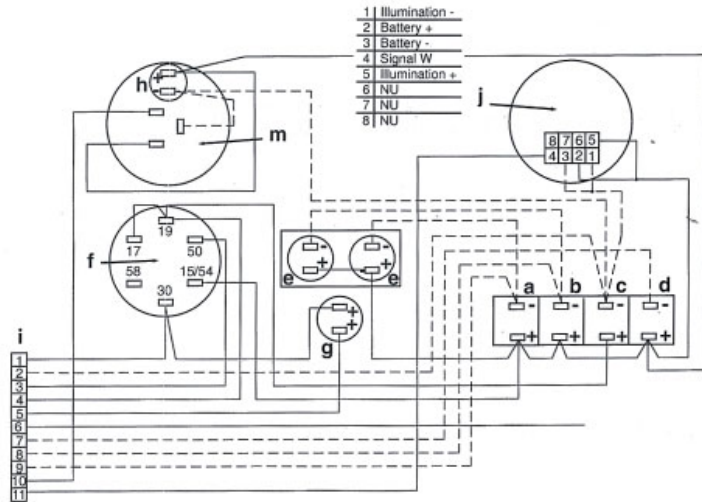 1 Illumination -
2 Battery +
3 Battery -
4 Signal W
5 Illumination +
6 NU
7 NU
8 NU
h
+
-
m
j
8 7 6 5
4 3 2 1
19
17
50
f
58
15/54
30
- -
e + - e
+
g +
a b c d
- - - -
+ + + +
i
1
2
3
4
5
6
7
8
9
10
11